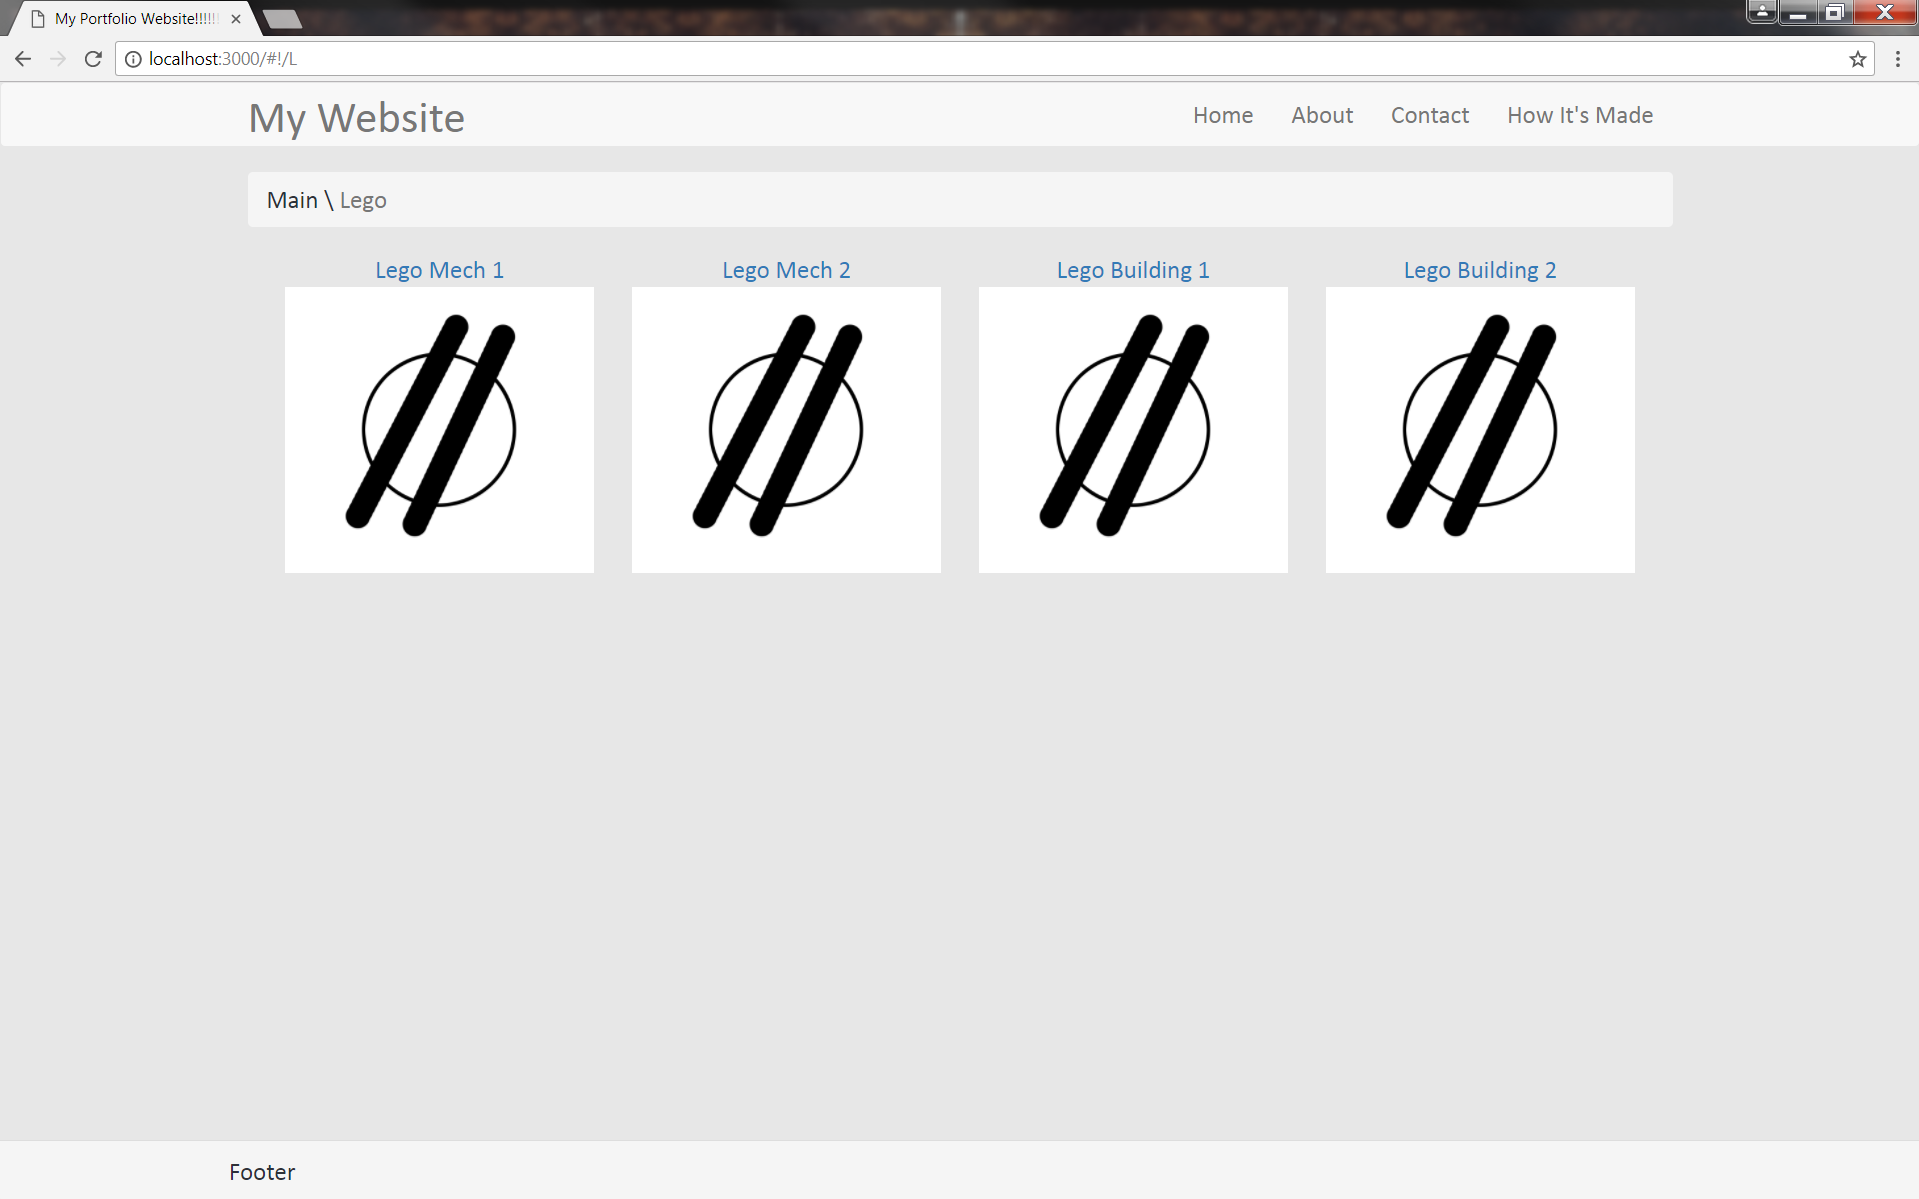 My Portfolio Website!!!!!!
localhost:3000/#!/L
My Website
Home About Contact How It's Made
Main \ Lego
Lego Mech 1 Lego Mech 2 Lego Building 1 Lego Building 2
Footer